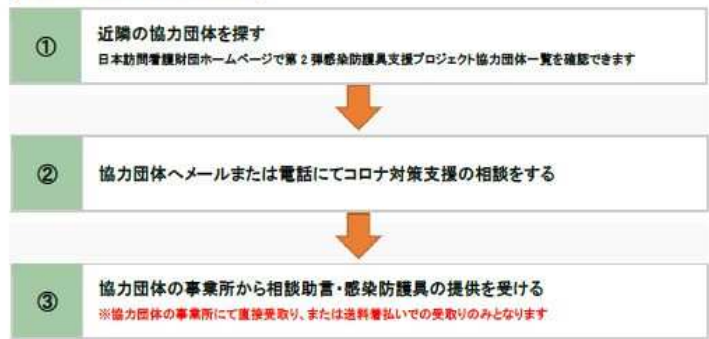 ①
近隣の協力団体を探す
日本訪問看護財団ホームページで第2弾感染防護具支援プロジェクト協力団体一覧を確認できます
②
協力団体へメールまたは電話にてコロナ対策支援の相談をする
③
協力団体の事業所から相談助言・感染防護具の提供を受ける
※協力団体の事業所にて直接受取り、または送料着払いでの受取りのみとなります